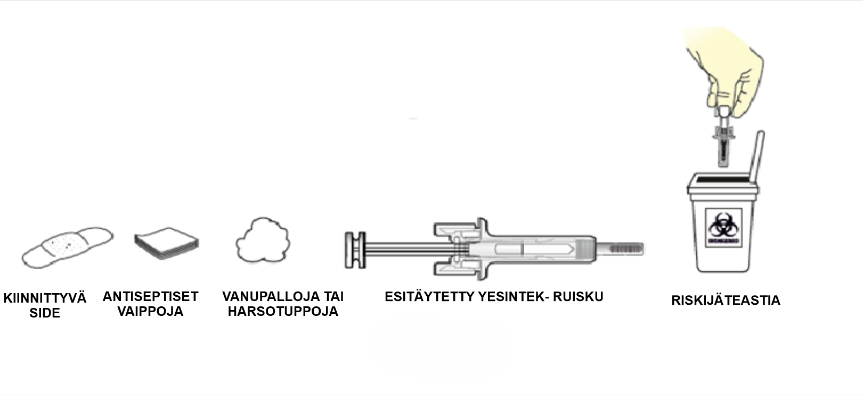 KIINNITTYVÄ
SIDE
ANTISEPTISET
VAIPPOJA
VANUPALLOJA TAI
HARSOTUPPOJA
ESITÄYTETTY YESINTEK- RUISKU
RISKIJÄTEASTIA